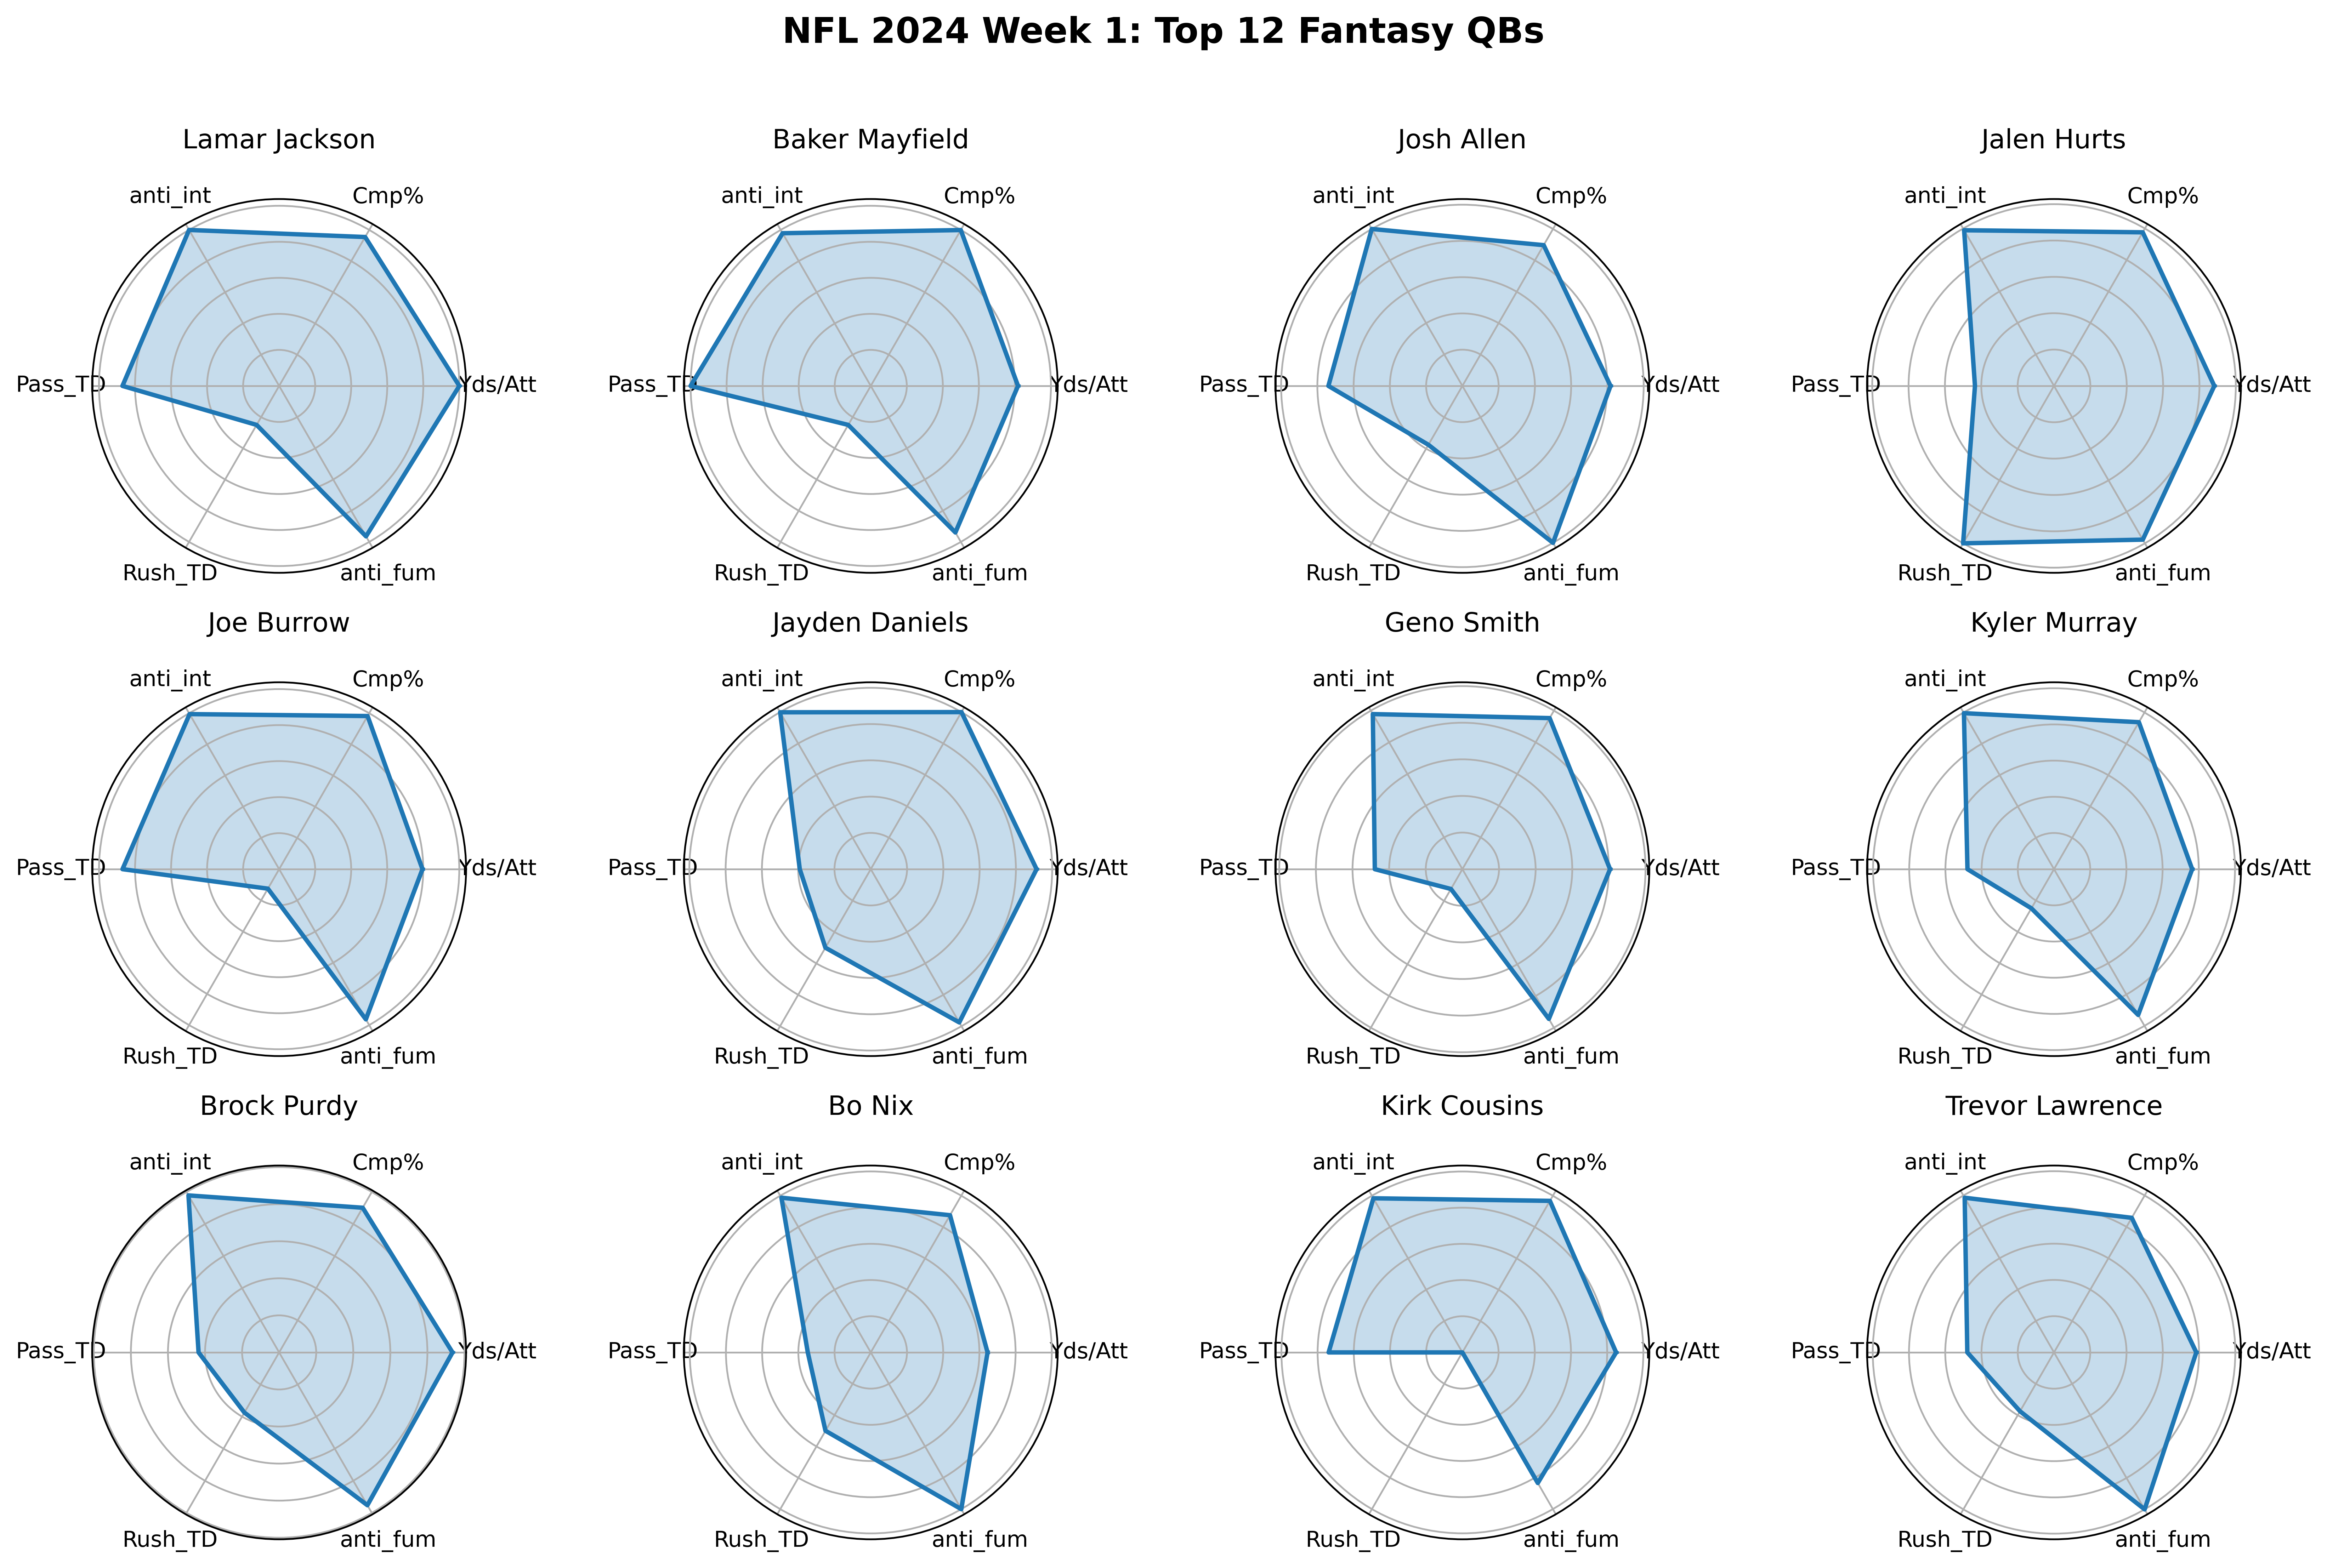 NFL 2024 Week 1: Top 12 Fantasy QBs
Lamar Jackson
anti_int
Cmp%
Pass_TD
Yds/Att
Rush_TD
anti_fum
Baker Mayfield
anti_int
Cmp%
Pass_TD
Yds/Att
Rush_TD
anti_fum
Josh Allen
anti_int
Cmp%
Pass_TD
Yds/Att
Rush_TD
anti_fum
Jalen Hurts
anti_int
Cmp%
Pass_TD
Yds/Att
Rush_TD
anti_fum
Joe Burrow
anti_int
Cmp%
Pass_TD
Yds/Att
Rush_TD
anti_fum
Jayden Daniels
anti_int
Cmp%
Pass_TD
Yds/Att
Rush_TD
anti_fum
Geno Smith
anti_int
Cmp%
Pass_TD
Yds/Att
Rush_TD
anti_fum
Kyler Murray
anti_int
Cmp%
Pass_TD
Yds/Att
Rush_TD
anti_fum
Brock Purdy
anti_int
Cmp%
Pass_TD
Yds/Att
Rush_TD
anti_fum
Bo Nix
anti_int
Cmp%
Pass_TD
Yds/Att
Rush_TD
anti_fum
Kirk Cousins
anti_int
Cmp%
Pass_TD
Yds/Att
Rush_TD
anti_fum
Trevor Lawrence
anti_int
Cmp%
Pass_TD
Yds/Att
Rush_TD
anti_fum